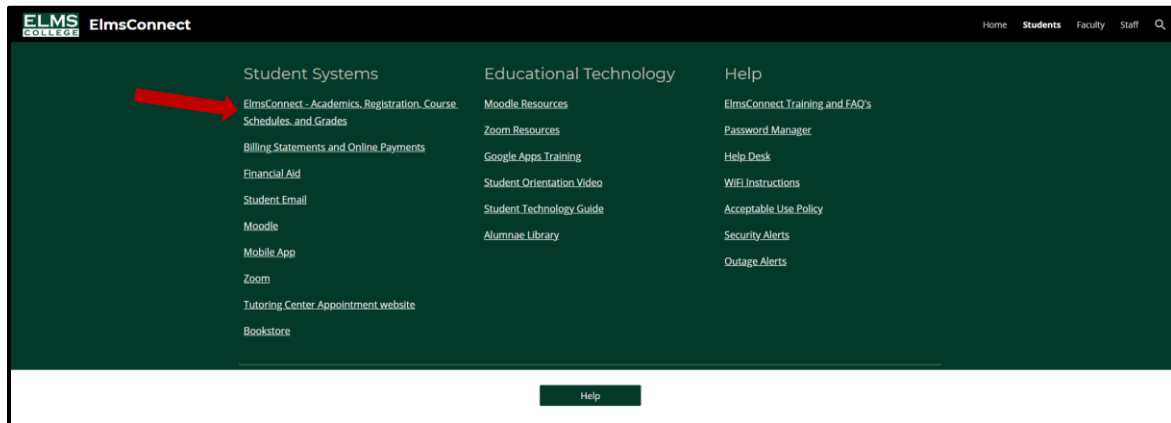 ELMS
COLLEGE
ElmsConnect
Home Students Faculty Staff
Student Systems
ElmsConnect - Academics, Registration, Course
Schedules, and Grades
Billing Statements and Online Payments
Financial Aid
Student Email
Moodle
Mobile App
Zoom
Tutoring Center Appointment website
Bookstore
Educational Technology
Moodle Resources
Zoom Resources
Google Apps Training
Student Orientation Video
Student Technology Guide
Alumnae Library
Help
ElmsConnect Training and FAQ's
Password Manager
Help Desk
WiFi Instructions
Acceptable Use Policy
Security Alerts
Outage Alerts
Help